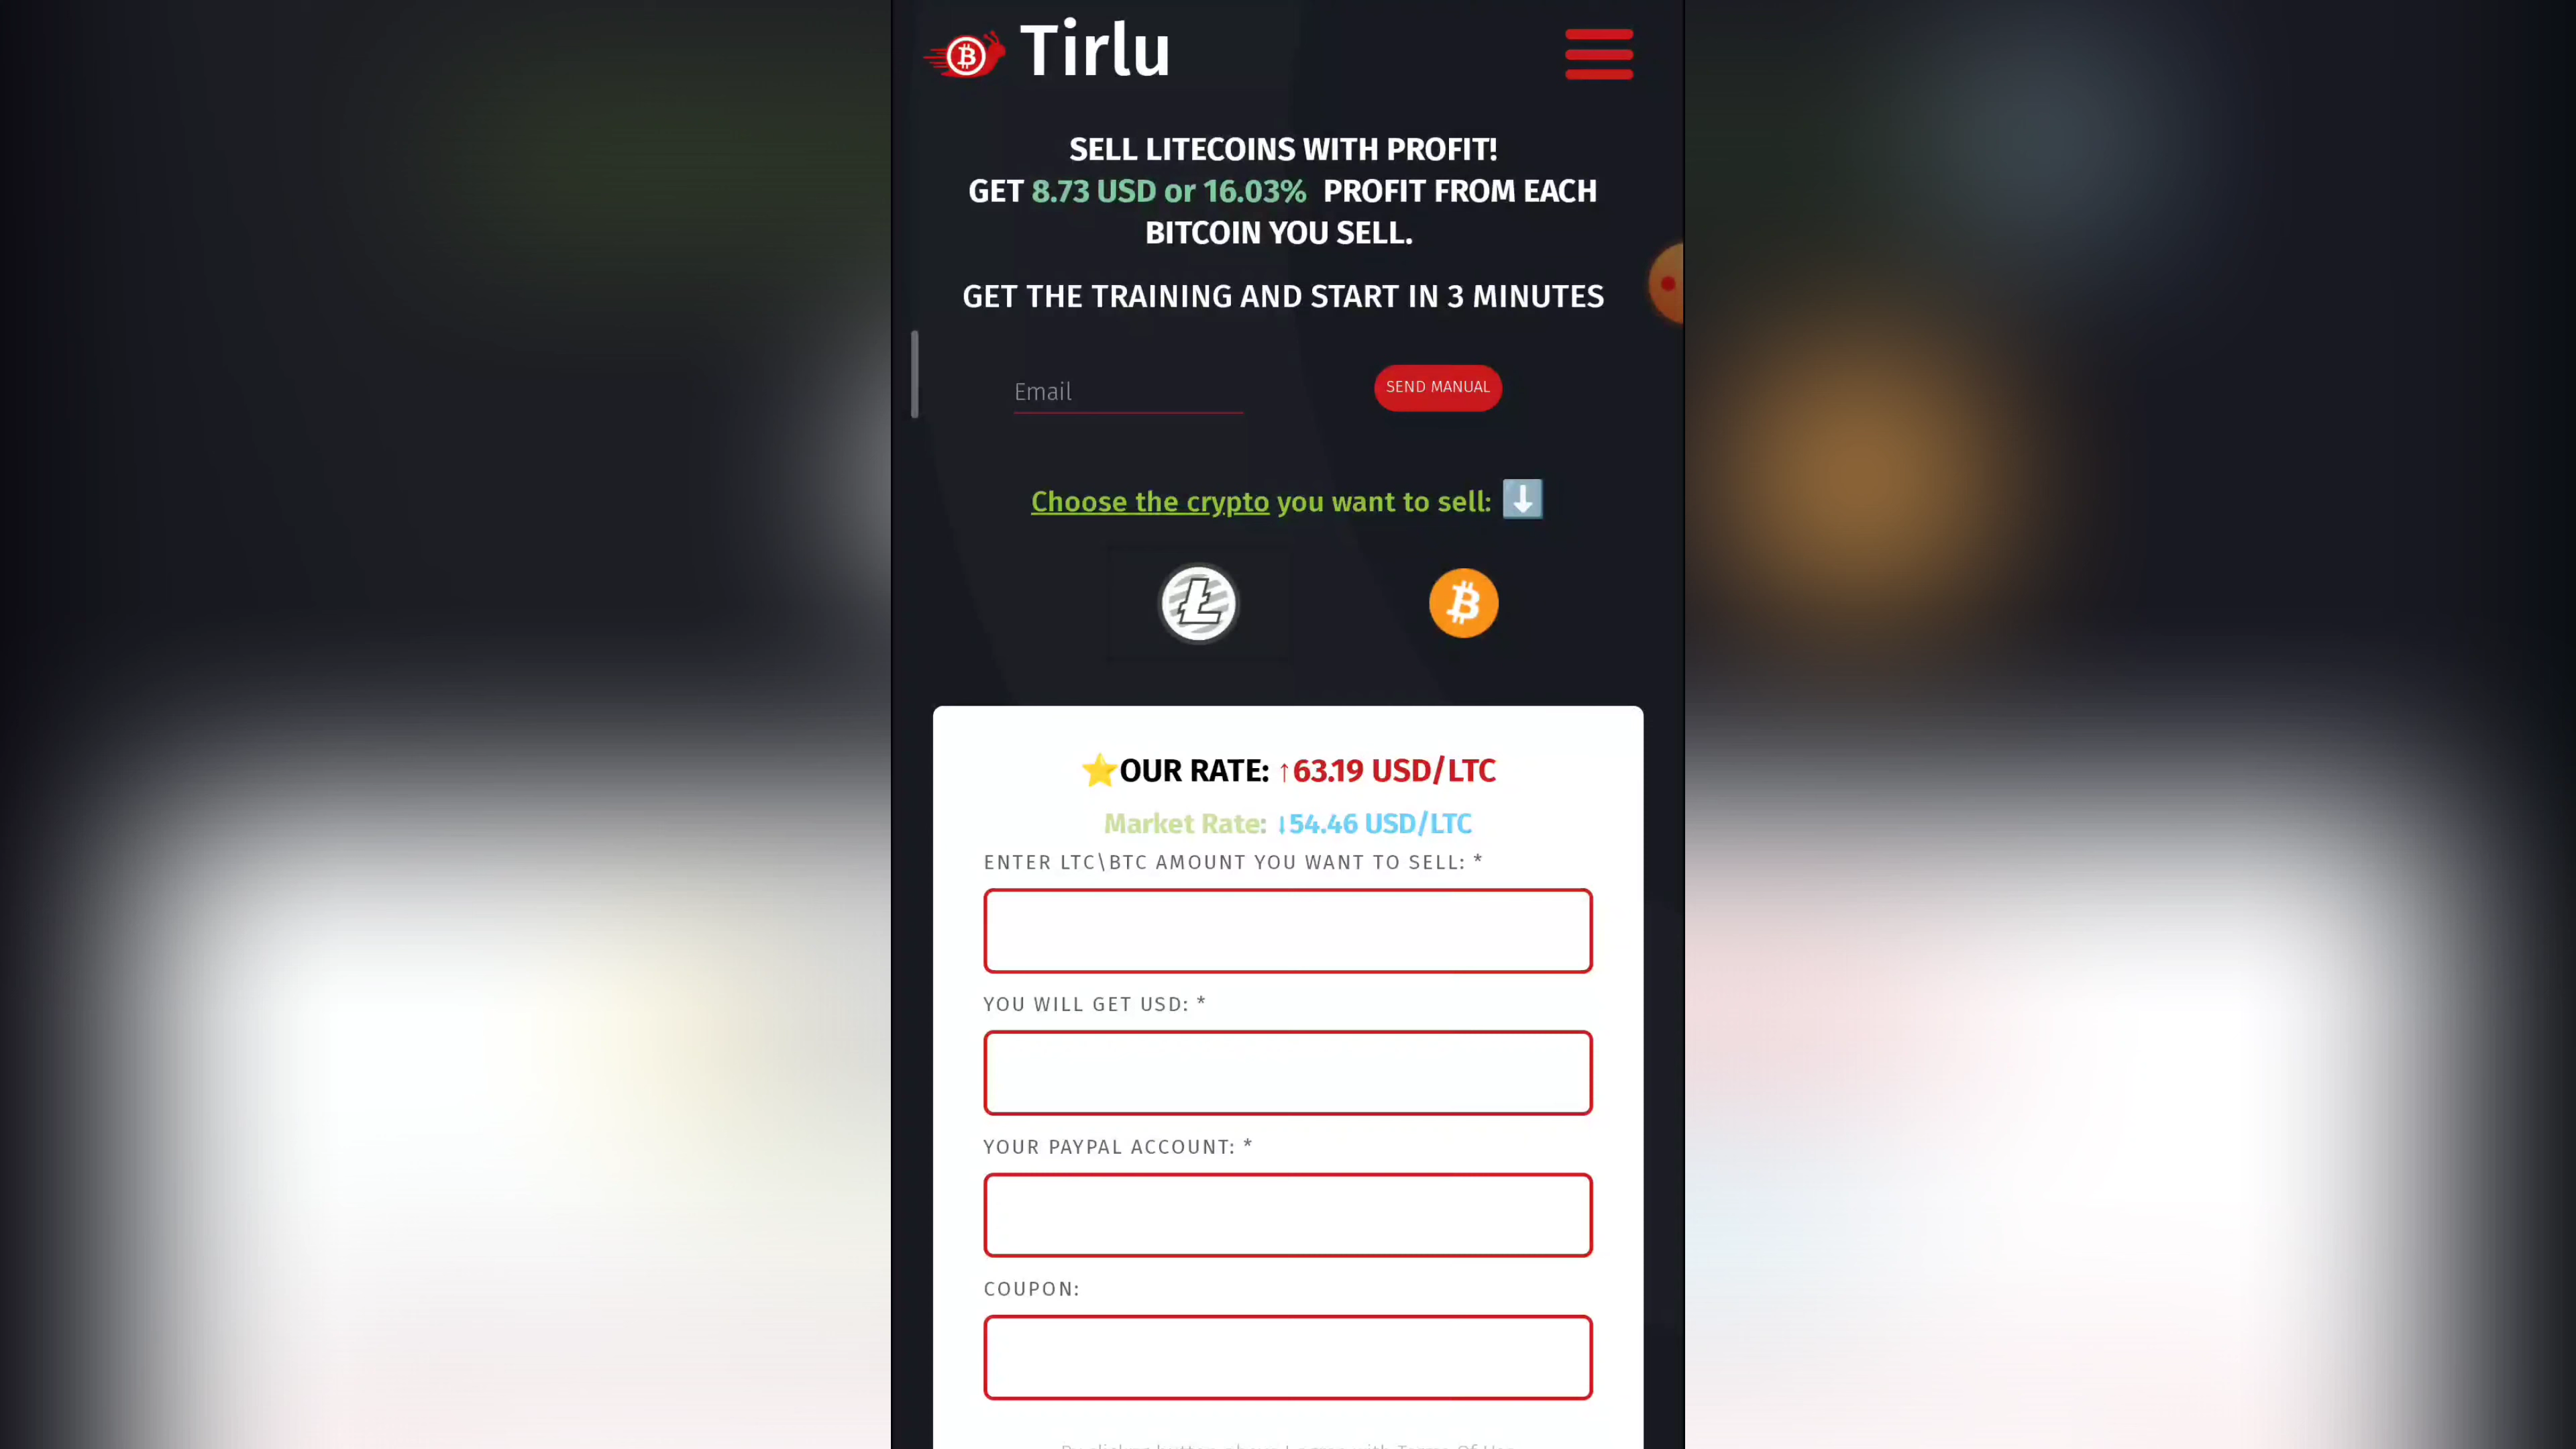 Tirlu
SELL LITECOINS WITH PROFIT!
GET 8.73 USD or 16.03% PROFIT FROM EACH
BITCOIN YOU SELL.
GET THE TRAINING AND START IN 3 MINUTES
Email
SEND MANUAL
Choose the crypto you want to sell: ⬇️
⭐OUR RATE: ↑63.19 USD/LTC
Market Rate: ↓54.46 USD/LTC
ENTER LTC\BTC AMOUNT YOU WANT TO SELL: *
YOU WILL GET USD: *
YOUR PAYPAL ACCOUNT: *
COUPON: